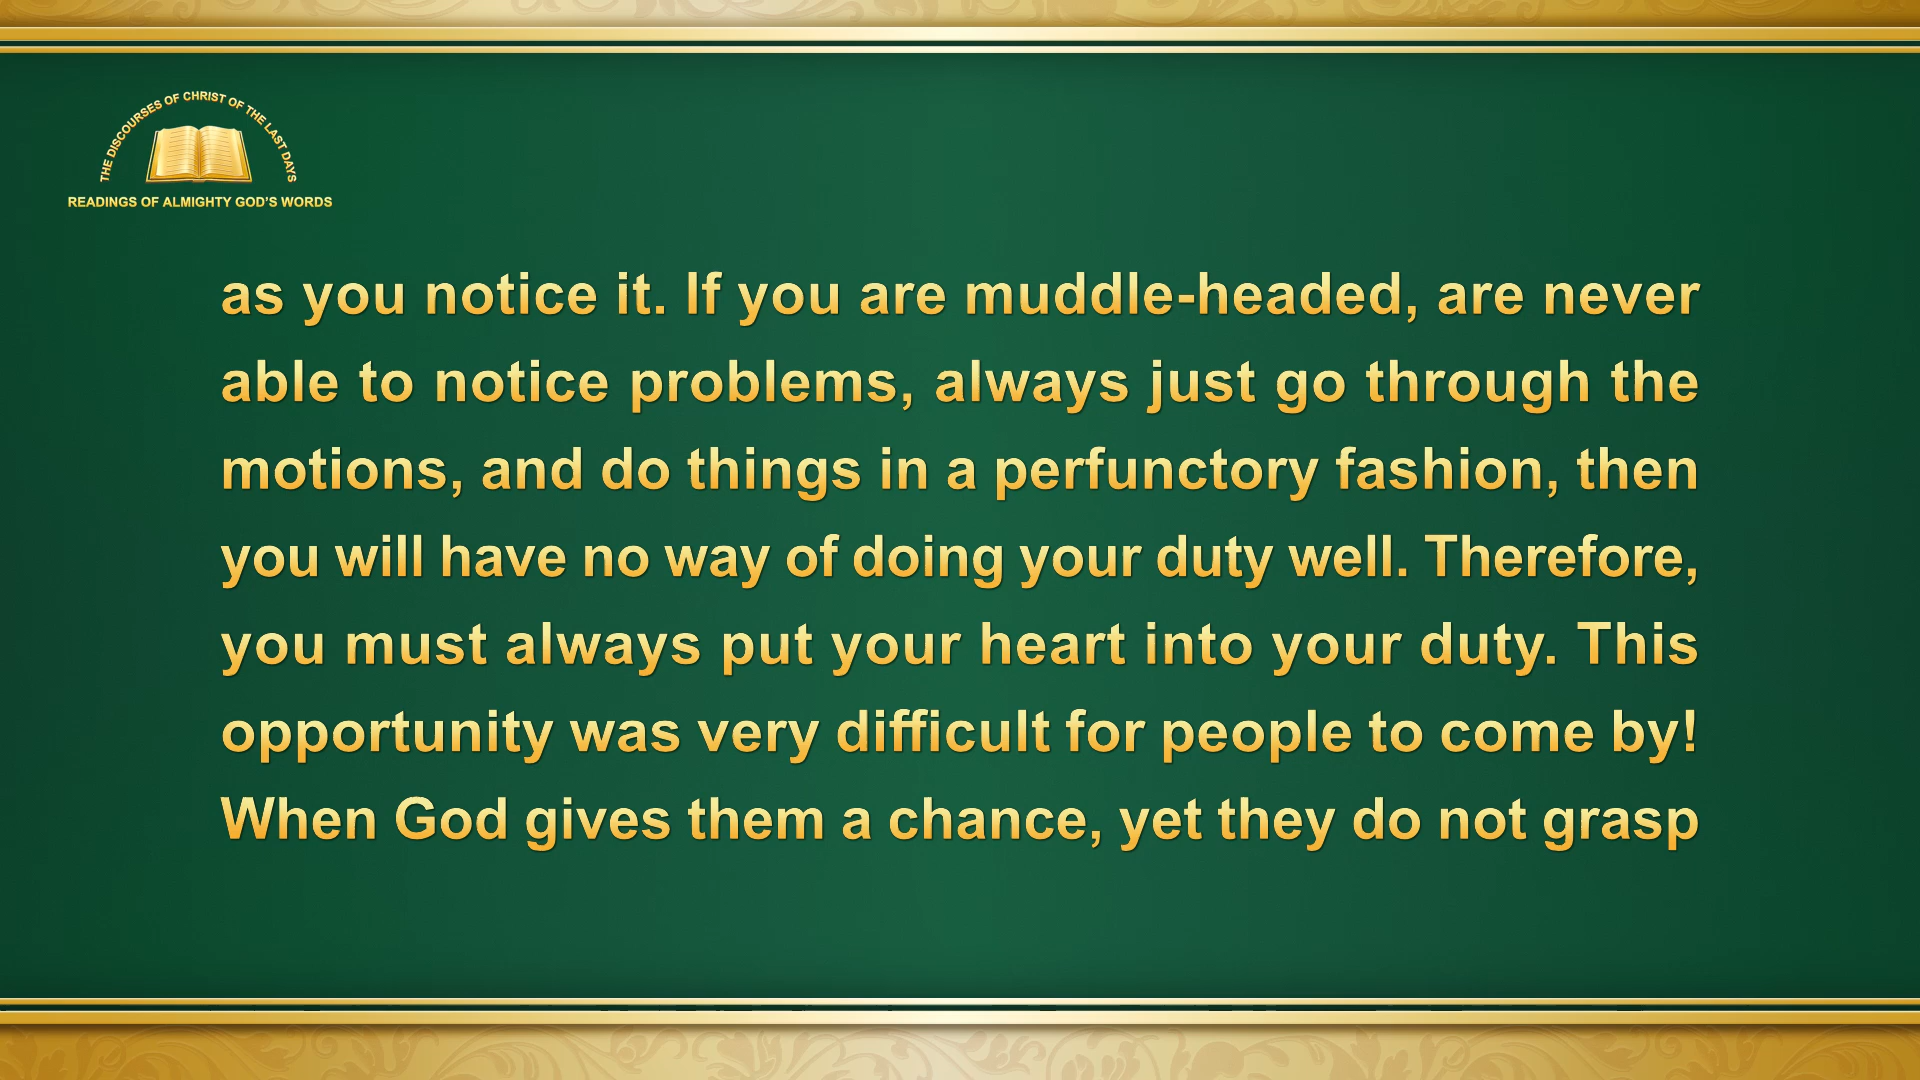 THE DISCOURSES OF CHRIST OF THE LAST DAYS
READINGS OF ALMIGHTY GOD'S WORDS
as you notice it. If you are muddle-headed, are never
able to notice problems, always just go through the
motions, and do things in a perfunctory fashion, then
you will have no way of doing your duty well. Therefore,
you must always put your heart into your duty. This
opportunity was very difficult for people to come by!
When God gives them a chance, yet they do not grasp